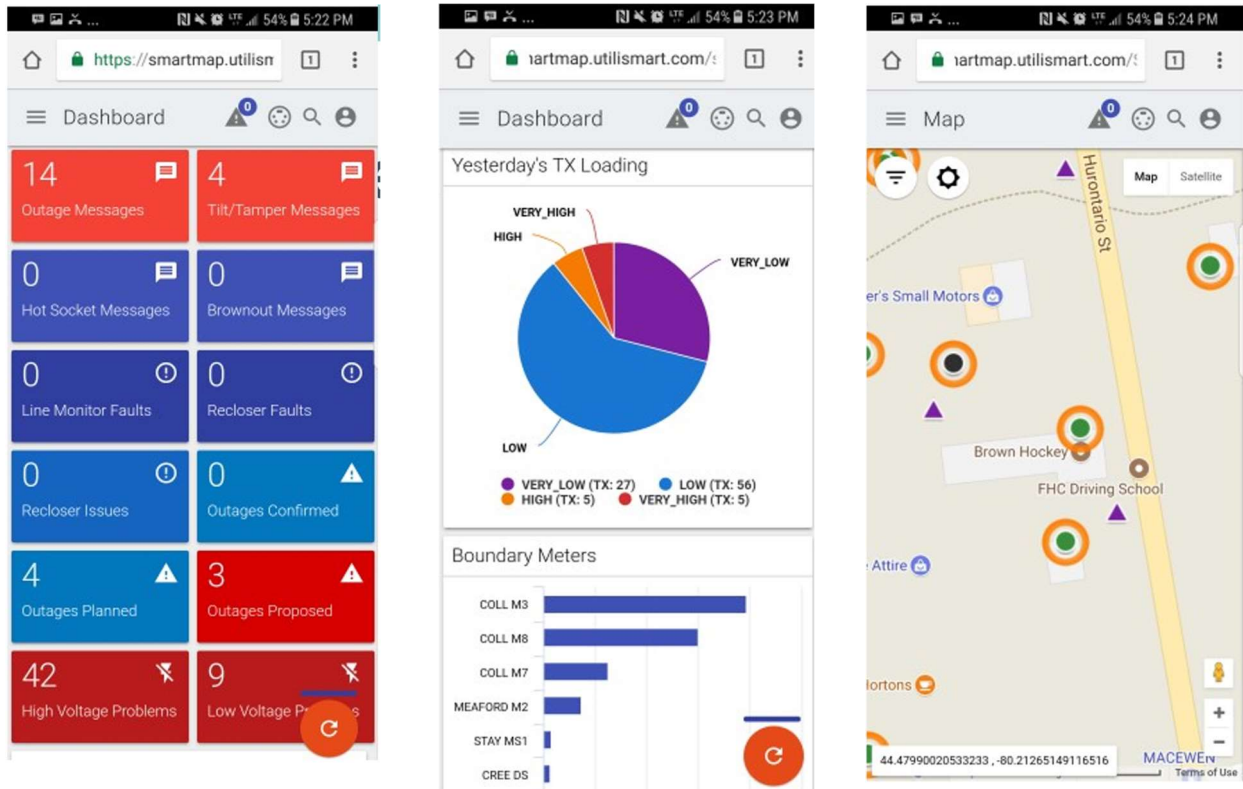 ... LTE 54% 5:22 PM
https://smartmap.utilism 1
Dashboard 0
14
Outage Messages
4
Tilt/Tamper Messages
0
Hot Socket Messages
0
Brownout Messages
0
Line Monitor Faults
0
Recloser Faults
0
Recloser Issues
0
Outages Confirmed
4
Outages Planned
3
Outages Proposed
42
High Voltage Problems
9
Low Voltage
... LTE 54% 5:23 PM
artmap.utilismart.com/ 1
Dashboard 0
Yesterday's TX Loading
VERY_HIGH
HIGH
VERY_LOW
LOW
VERY_LOW (TX: 27) LOW (TX: 56)
HIGH (TX: 5) VERY_HIGH (TX: 5)
Boundary Meters
COLL M3
COLL M8
COLL M7
MEAFORD M2
STAY MS1
CREE DS
... LTE 54% 5:24 PM
artmap.utilismart.com/ 1
Map 0
Map Satellite
Hurontario St
er's Small Motors
Brown Hockey
FHC Driving School
Attire
ortons
+
−
MACEWEN
44.47990020533233 , -80.21265149116516
Terms of Use